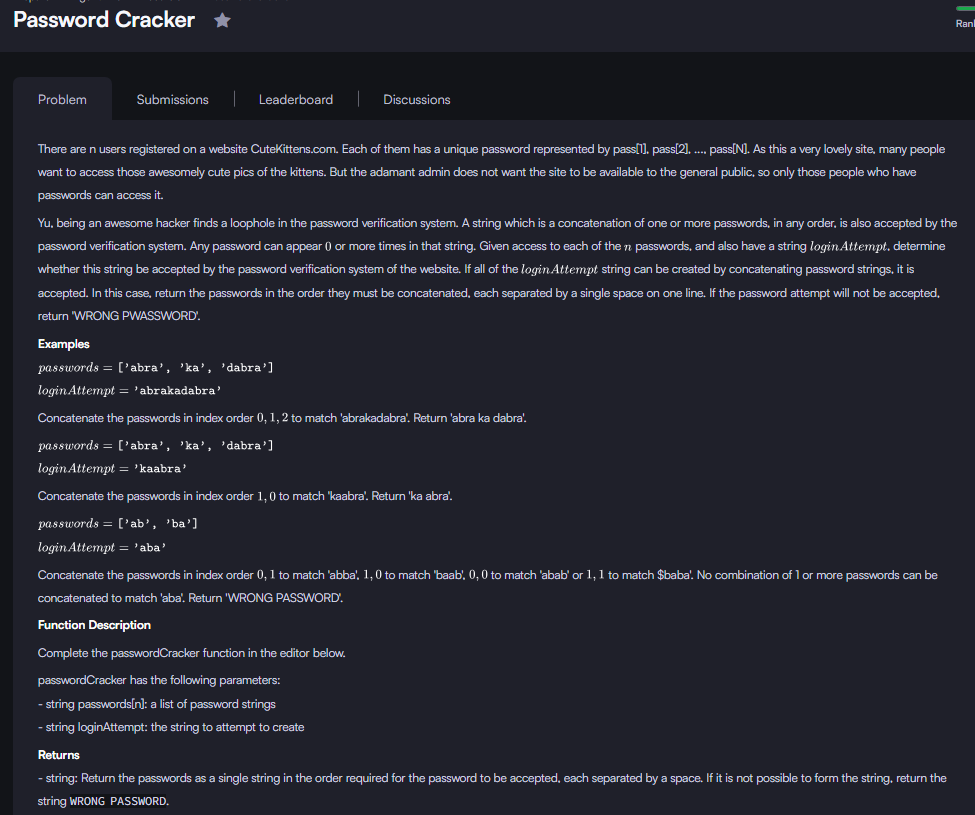 Password Cracker
Ran
Problem
Submissions
Leaderboard
Discussions
There are n users registered on a website CuteKittens.com. Each of them has a unique password represented by pass[1], pass[2], ..., pass[N]. As this a very lovely site, many people
want to access those awesomely cute pics of the kittens. But the adamant admin does not want the site to be available to the general public, so only those people who have
passwords can access it.
Yu, being an awesome hacker finds a loophole in the password verification system. A string which is a concatenation of one or more passwords, in any order, is also accepted by the
password verification system. Any password can appear 0 or more times in that string. Given access to each of the n passwords, and also have a string loginAttempt, determine
whether this string be accepted by the password verification system of the website. If all of the loginAttempt string can be created by concatenating password strings, it is
accepted. In this case, return the passwords in the order they must be concatenated, each separated by a single space on one line. If the password attempt will not be accepted,
return 'WRONG PWASSWORD'.
Examples
passwords = ['abra', 'ka', 'dabra']
loginAttempt = 'abrakadabra'
Concatenate the passwords in index order 0, 1, 2 to match 'abrakadabra'. Return 'abra ka dabra'.
passwords = ['abra', 'ka', 'dabra']
loginAttempt = 'kaabra'
Concatenate the passwords in index order 1, 0 to match 'kaabra'. Return 'ka abra'.
passwords = ['ab', 'ba']
loginAttempt = 'aba'
Concatenate the passwords in index order 0, 1 to match 'abba', 1, 0 to match 'baab', 0, 0 to match 'abab' or 1, 1 to match $baba'. No combination of 1 or more passwords can be
concatenated to match 'aba'. Return 'WRONG PASSWORD'.
Function Description
Complete the passwordCracker function in the editor below.
passwordCracker has the following parameters:
- string passwords[n]: a list of password strings
- string loginAttempt: the string to attempt to create
Returns
- string: Return the passwords as a single string in the order required for the password to be accepted, each separated by a space. If it is not possible to form the string, return the
string WRONG PASSWORD.